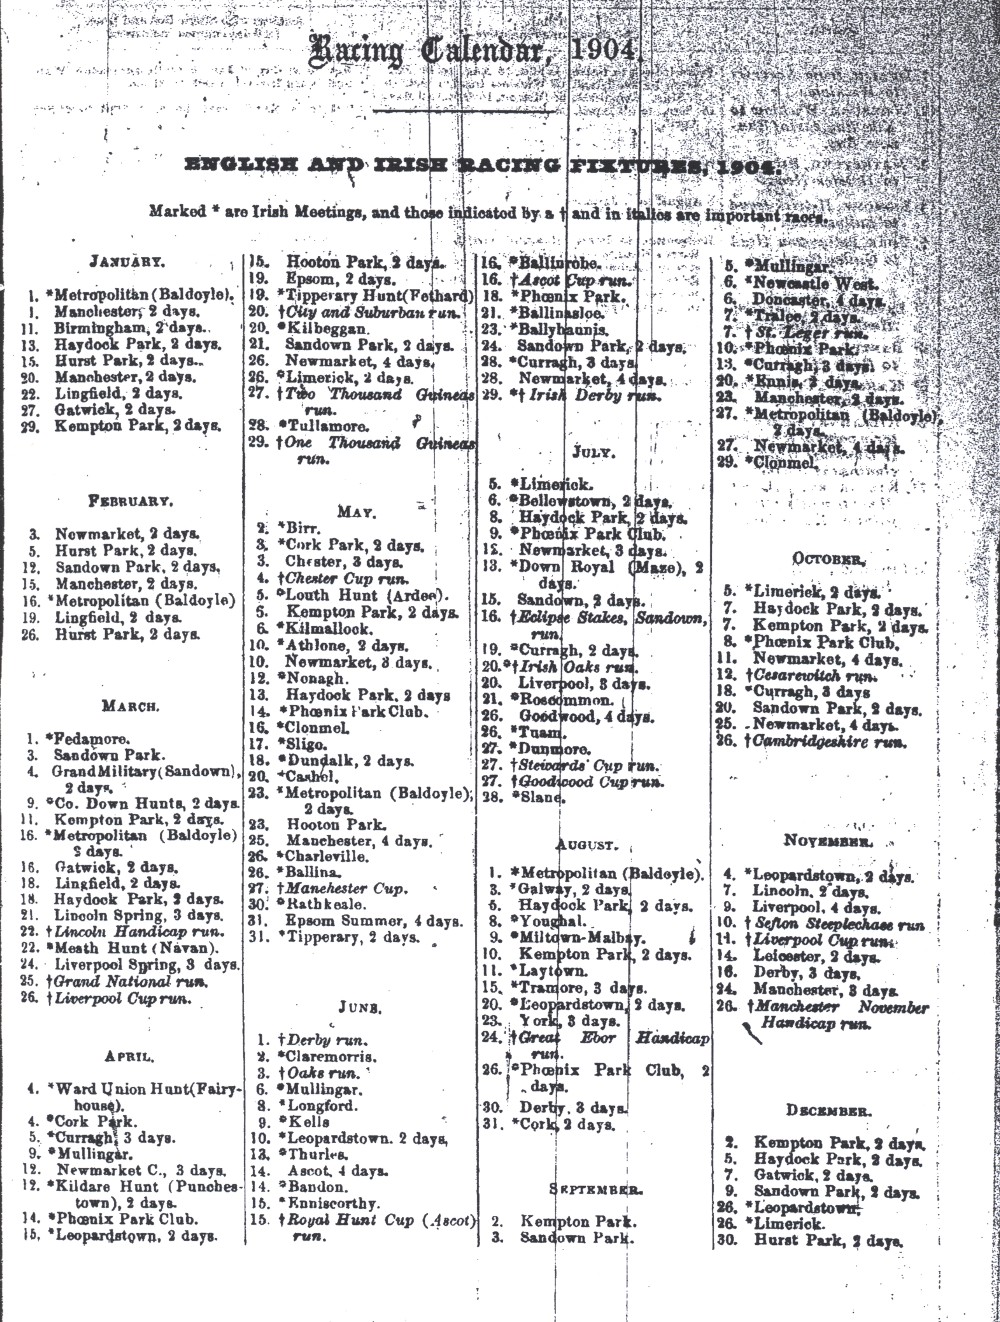 Racing Calendar, 1904.
ENGLISH AND IRISH RACING FIXTURES, 1904.
Marked * are Irish Meetings, and those indicated by a † and in italics are important races.
JANUARY.
1. *Metropolitan (Baldoyle).
1. Manchester, 2 days.
11. Birmingham, 2 days.
13. Haydock Park, 2 days.
15. Hurst Park, 2 days.
20. Manchester, 2 days.
22. Lingfield, 2 days.
27. Gatwick, 2 days.
29. Kempton Park, 2 days.
FEBRUARY.
3. Newmarket, 2 days.
5. Hurst Park, 2 days.
12. Sandown Park, 2 days.
15. Manchester, 2 days.
16. *Metropolitan (Baldoyle)
19. Lingfield, 2 days.
26. Hurst Park, 2 days.
MARCH.
1. *Fedamore.
3. Sandown Park.
4. Grand Military (Sandown),
2 days.
9. *Co. Down Hunts, 2 days.
11. Kempton Park, 2 days.
16. *Metropolitan (Baldoyle)
2 days.
16. Gatwick, 2 days.
18. Lingfield, 2 days.
18. Haydock Park, 2 days.
21. Lincoln Spring, 3 days.
22. †Lincoln Handicap run.
22. *Meath Hunt (Navan).
24. Liverpool Spring, 3 days.
25. †Grand National run.
26. †Liverpool Cup run.
APRIL.
4. *Ward Union Hunt (Fairy-
house).
4. *Cork Park.
5. *Curragh, 3 days.
9. *Mullingar.
12. Newmarket C., 3 days.
12. *Kildare Hunt (Punches-
town), 2 days.
14. *Phœnix Park Club.
15. *Leopardstown, 2 days.
15. Hooton Park, 2 days.
19. Epsom, 2 days.
19. *Tipperary Hunt (Fethard)
20. †City and Suburban run.
20. *Kilbeggan.
21. Sandown Park, 2 days.
26. Newmarket, 4 days.
26. *Limerick, 2 days.
27. †Two Thousand Guineas
run.
28. *Tullamore.
29. †One Thousand Guineas
run.
MAY.
2. *Birr.
3. *Cork Park, 2 days.
3. Chester, 3 days.
4. †Chester Cup run.
5. *Louth Hunt (Ardee).
5. Kempton Park, 2 days.
6. *Kilmallock.
10. *Athlone, 2 days.
10. Newmarket, 3 days.
12. *Nenagh.
13. Haydock Park, 2 days
14. *Phœnix Park Club.
16. *Clonmel.
17. *Sligo.
18. *Dundalk, 2 days.
20. *Cashel.
23. *Metropolitan (Baldoyle),
2 days.
23. Hooton Park.
25. Manchester, 4 days.
26. *Charleville.
26. *Ballina.
27. †Manchester Cup.
30. *Rathkeale.
31. Epsom Summer, 4 days.
31. *Tipperary, 2 days.
JUNE.
1. †Derby run.
2. *Claremorris.
3. †Oaks run.
6. *Mullingar.
8. *Longford.
9. *Kells
10. *Leopardstown. 2 days,
13. *Thurles.
14. Ascot, 4 days.
14. *Bandon.
15. *Enniscorthy.
15. †Royal Hunt Cup (Ascot)
run.
16. *Ballinrobe.
16. †Ascot Cup run.
18. *Phœnix Park.
21. *Ballinasloe.
23. *Ballyhaunis.
24. Sandown Park, 2 days.
28. *Curragh, 3 days.
28. Newmarket, 4 days.
29. *†Irish Derby run.
JULY.
5. *Limerick.
6. *Bellewstown, 2 days.
8. Haydock Park, 2 days.
9. *Phœnix Park Club.
12. Newmarket, 3 days.
13. *Down Royal (Maze), 2
days.
15. Sandown, 2 days.
16. †Eclipse Stakes, Sandown,
run.
19. *Curragh, 2 days.
20. *†Irish Oaks run.
20. Liverpool, 3 days.
21. *Roscommon.
26. Goodwood, 4 days.
26. *Tuam.
27. *Dunmore.
27. †Stewards' Cup run.
27. †Goodwood Cup run.
28. *Slane.
AUGUST.
1. *Metropolitan (Baldoyle).
3. *Galway, 2 days.
5. Haydock Park, 2 days.
8. *Youghal.
9. *Miltown-Malbay.
10. Kempton Park, 2 days.
11. *Laytown.
15. *Tramore, 3 days.
20. *Leopardstown, 2 days.
23. York, 3 days.
24. †Great Ebor Handicap
run.
26. *Phœnix Park Club, 2
days.
30. Derby, 3 days.
31. *Cork, 2 days.
SEPTEMBER.
2. Kempton Park.
3. Sandown Park.
5. *Mullingar.
6. *Newcastle West.
6. Doncaster, 4 days.
7. *Tralee, 2 days.
7. †St. Leger run.
10. *Phœnix Park.
13. *Curragh, 3 days.
20. *Ennis, 2 days.
23. Manchester, 2 days.
27. *Metropolitan (Baldoyle),
2 days.
27. Newmarket, 4 days.
29. *Clonmel.
OCTOBER.
5. *Limerick, 2 days.
7. Haydock Park, 2 days.
7. Kempton Park, 2 days.
8. *Phœnix Park Club.
11. Newmarket, 4 days.
12. †Cesarewitch run.
18. *Curragh, 3 days
20. Sandown Park, 2 days.
25. Newmarket, 4 days.
26. †Cambridgeshire run.
NOVEMBER.
4. *Leopardstown, 2 days.
7. Lincoln, 2 days.
9. Liverpool, 4 days.
10. †Sefton Steeplechase run
11. †Liverpool Cup run.
14. Leicester, 2 days.
16. Derby, 3 days.
24. Manchester, 3 days.
26. †Manchester November
Handicap run.
DECEMBER.
2. Kempton Park, 2 days.
5. Haydock Park, 2 days.
7. Gatwick, 2 days.
9. Sandown Park, 2 days.
26. *Leopardstown.
26. *Limerick.
30. Hurst Park, 2 days.